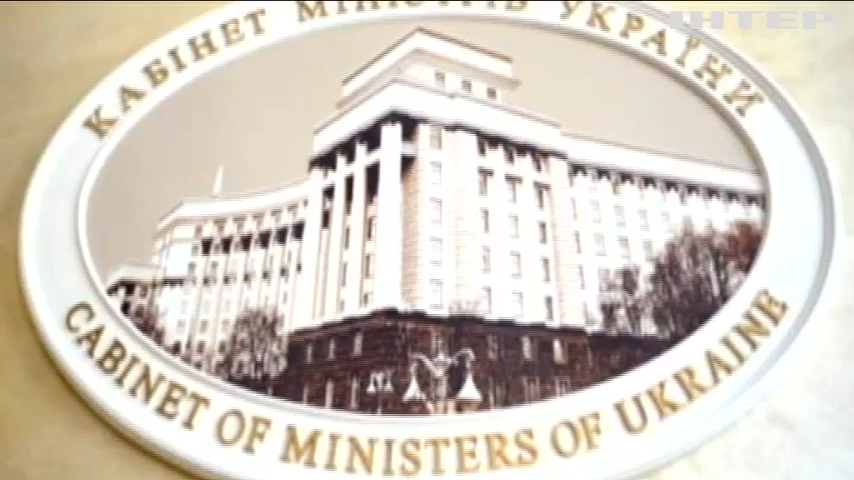 КАБІНЕТ МІНІСТРІВ УКРАЇНИ
CABINET OF MINISTERS OF UKRAINE
ІНТЕР